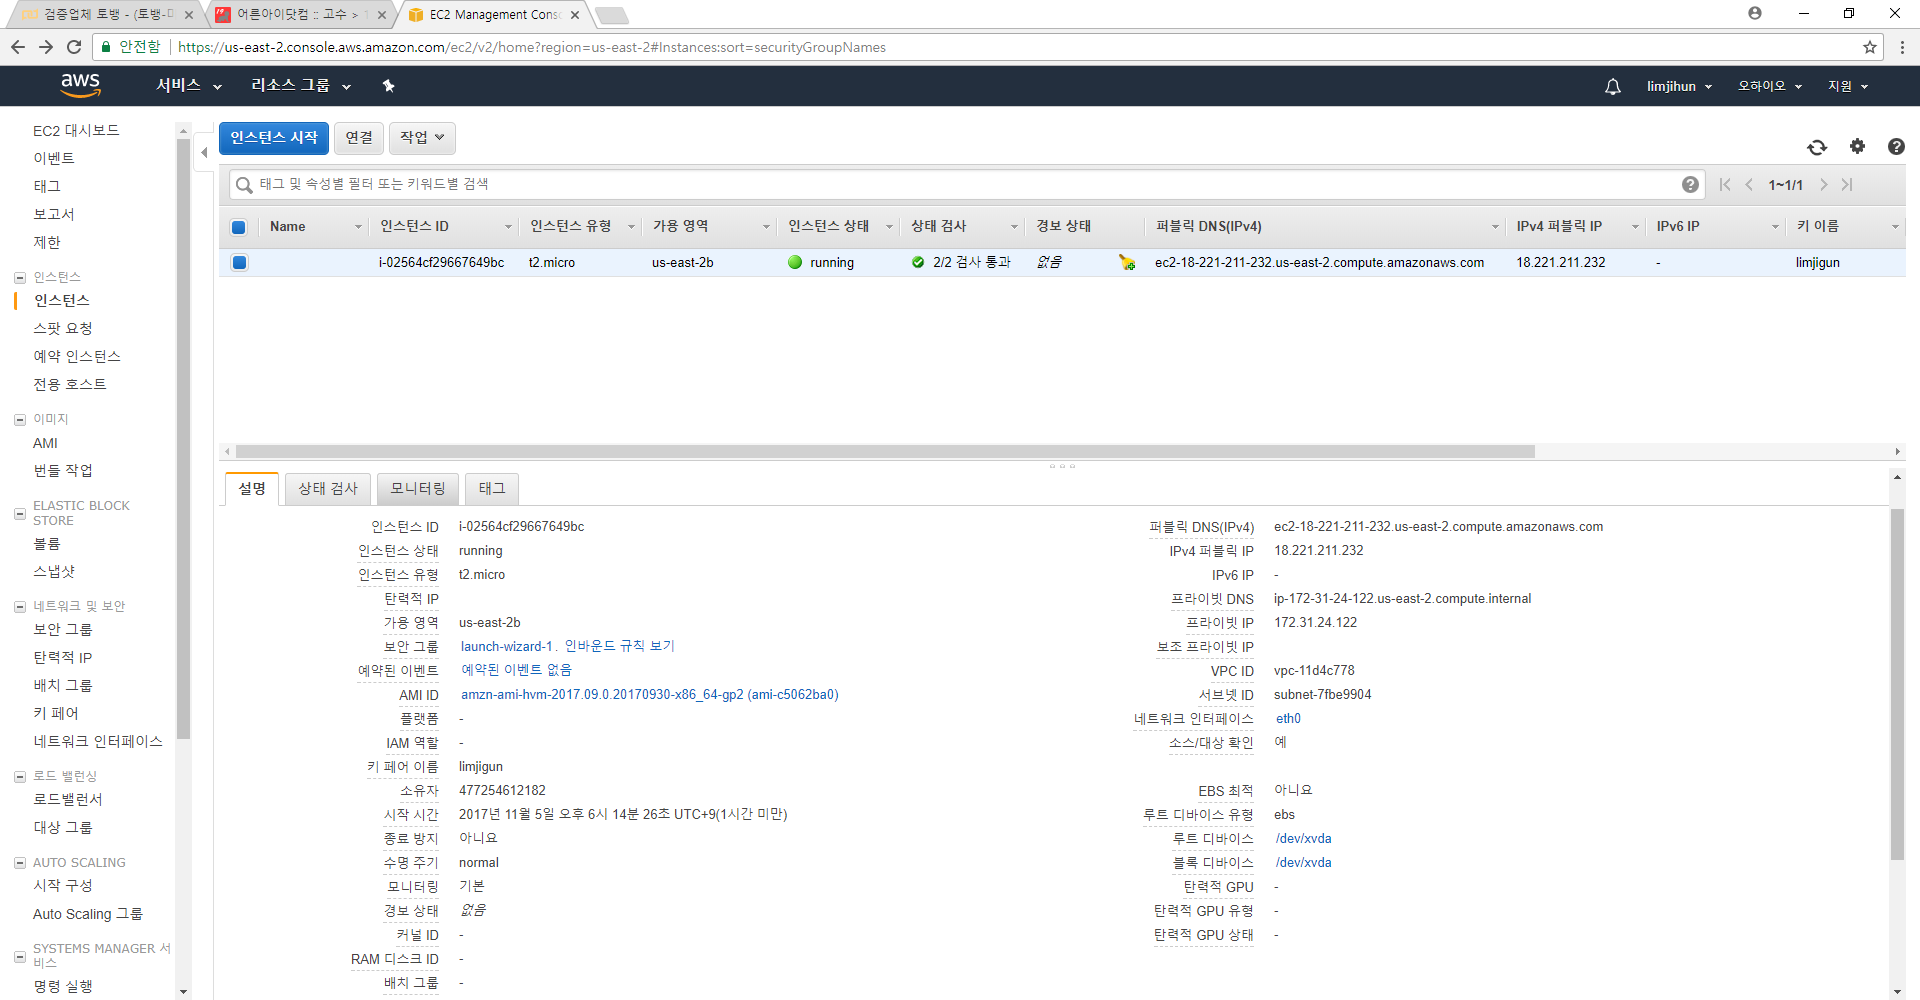 검증업체 토뱅 - (토뱅-
어른아이닷컴 :: 고수 >
EC2 Management Cons
안전함 https://us-east-2.console.aws.amazon.com/ec2/v2/home?region=us-east-2#Instances:sort=securityGroupNames
aws 서비스 리소스 그룹 limjihun 오하이오 지원
EC2 대시보드
이벤트
태그
보고서
제한
인스턴스
인스턴스
스팟 요청
예약 인스턴스
전용 호스트
이미지
AMI
번들 작업
ELASTIC BLOCK
STORE
볼륨
스냅샷
네트워크 및 보안
보안 그룹
탄력적 IP
배치 그룹
키 페어
네트워크 인터페이스
로드 밸런싱
로드밸런서
대상 그룹
AUTO SCALING
시작 구성
Auto Scaling 그룹
SYSTEMS MANAGER 서
비스
명령 실행
인스턴스 시작 연결 작업
태그 및 속성별 필터 또는 키워드별 검색 1~1/1
Name 인스턴스 ID 인스턴스 유형 가용 영역 인스턴스 상태 상태 검사 경보 상태 퍼블릭 DNS(IPv4) IPv4 퍼블릭 IP IPv6 IP 키 이름
i-02564cf29667649bc t2.micro us-east-2b running 2/2 검사 통과 없음 ec2-18-221-211-232.us-east-2.compute.amazonaws.com 18.221.211.232 - limjigun
설명 상태 검사 모니터링 태그
인스턴스 ID i-02564cf29667649bc
인스턴스 상태 running
인스턴스 유형 t2.micro
탄력적 IP
가용 영역 us-east-2b
보안 그룹 launch-wizard-1. 인바운드 규칙 보기
예약된 이벤트 예약된 이벤트 없음
AMI ID amzn-ami-hvm-2017.09.0.20170930-x86_64-gp2 (ami-c5062ba0)
플랫폼 -
IAM 역할 -
키 페어 이름 limjigun
소유자 477254612182
시작 시간 2017년 11월 5일 오후 6시 14분 26초 UTC+9(1시간 미만)
종료 방지 아니요
수명 주기 normal
모니터링 기본
경보 상태 없음
커널 ID -
RAM 디스크 ID -
배치 그룹 -
퍼블릭 DNS(IPv4) ec2-18-221-211-232.us-east-2.compute.amazonaws.com
IPv4 퍼블릭 IP 18.221.211.232
IPv6 IP -
프라이빗 DNS ip-172-31-24-122.us-east-2.compute.internal
프라이빗 IP 172.31.24.122
보조 프라이빗 IP
VPC ID vpc-11d4c778
서브넷 ID subnet-7fbe9904
네트워크 인터페이스 eth0
소스/대상 확인 예
EBS 최적 아니요
루트 디바이스 유형 ebs
루트 디바이스 /dev/xvda
블록 디바이스 /dev/xvda
탄력적 GPU -
탄력적 GPU 유형 -
탄력적 GPU 상태 -